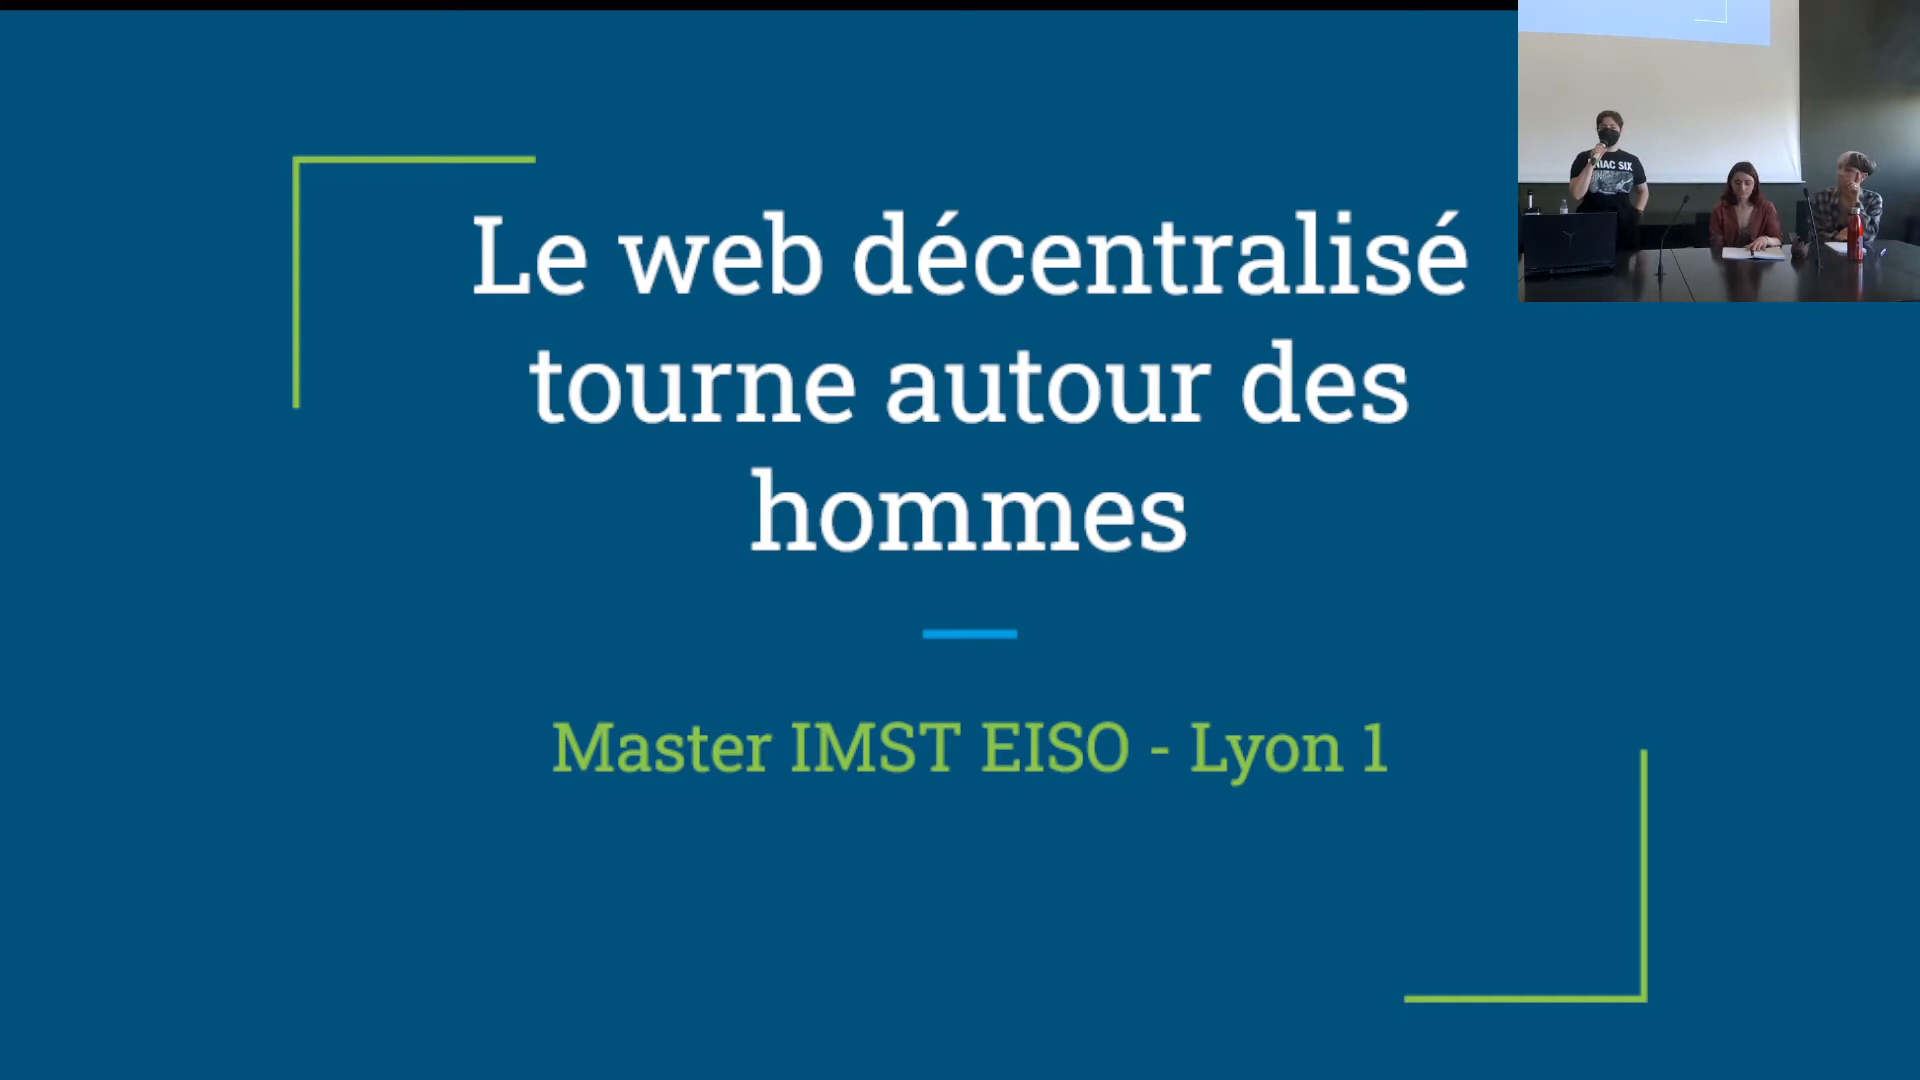 Le web décentralisé
tourne autour des
hommes
Master IMST EISO - Lyon 1